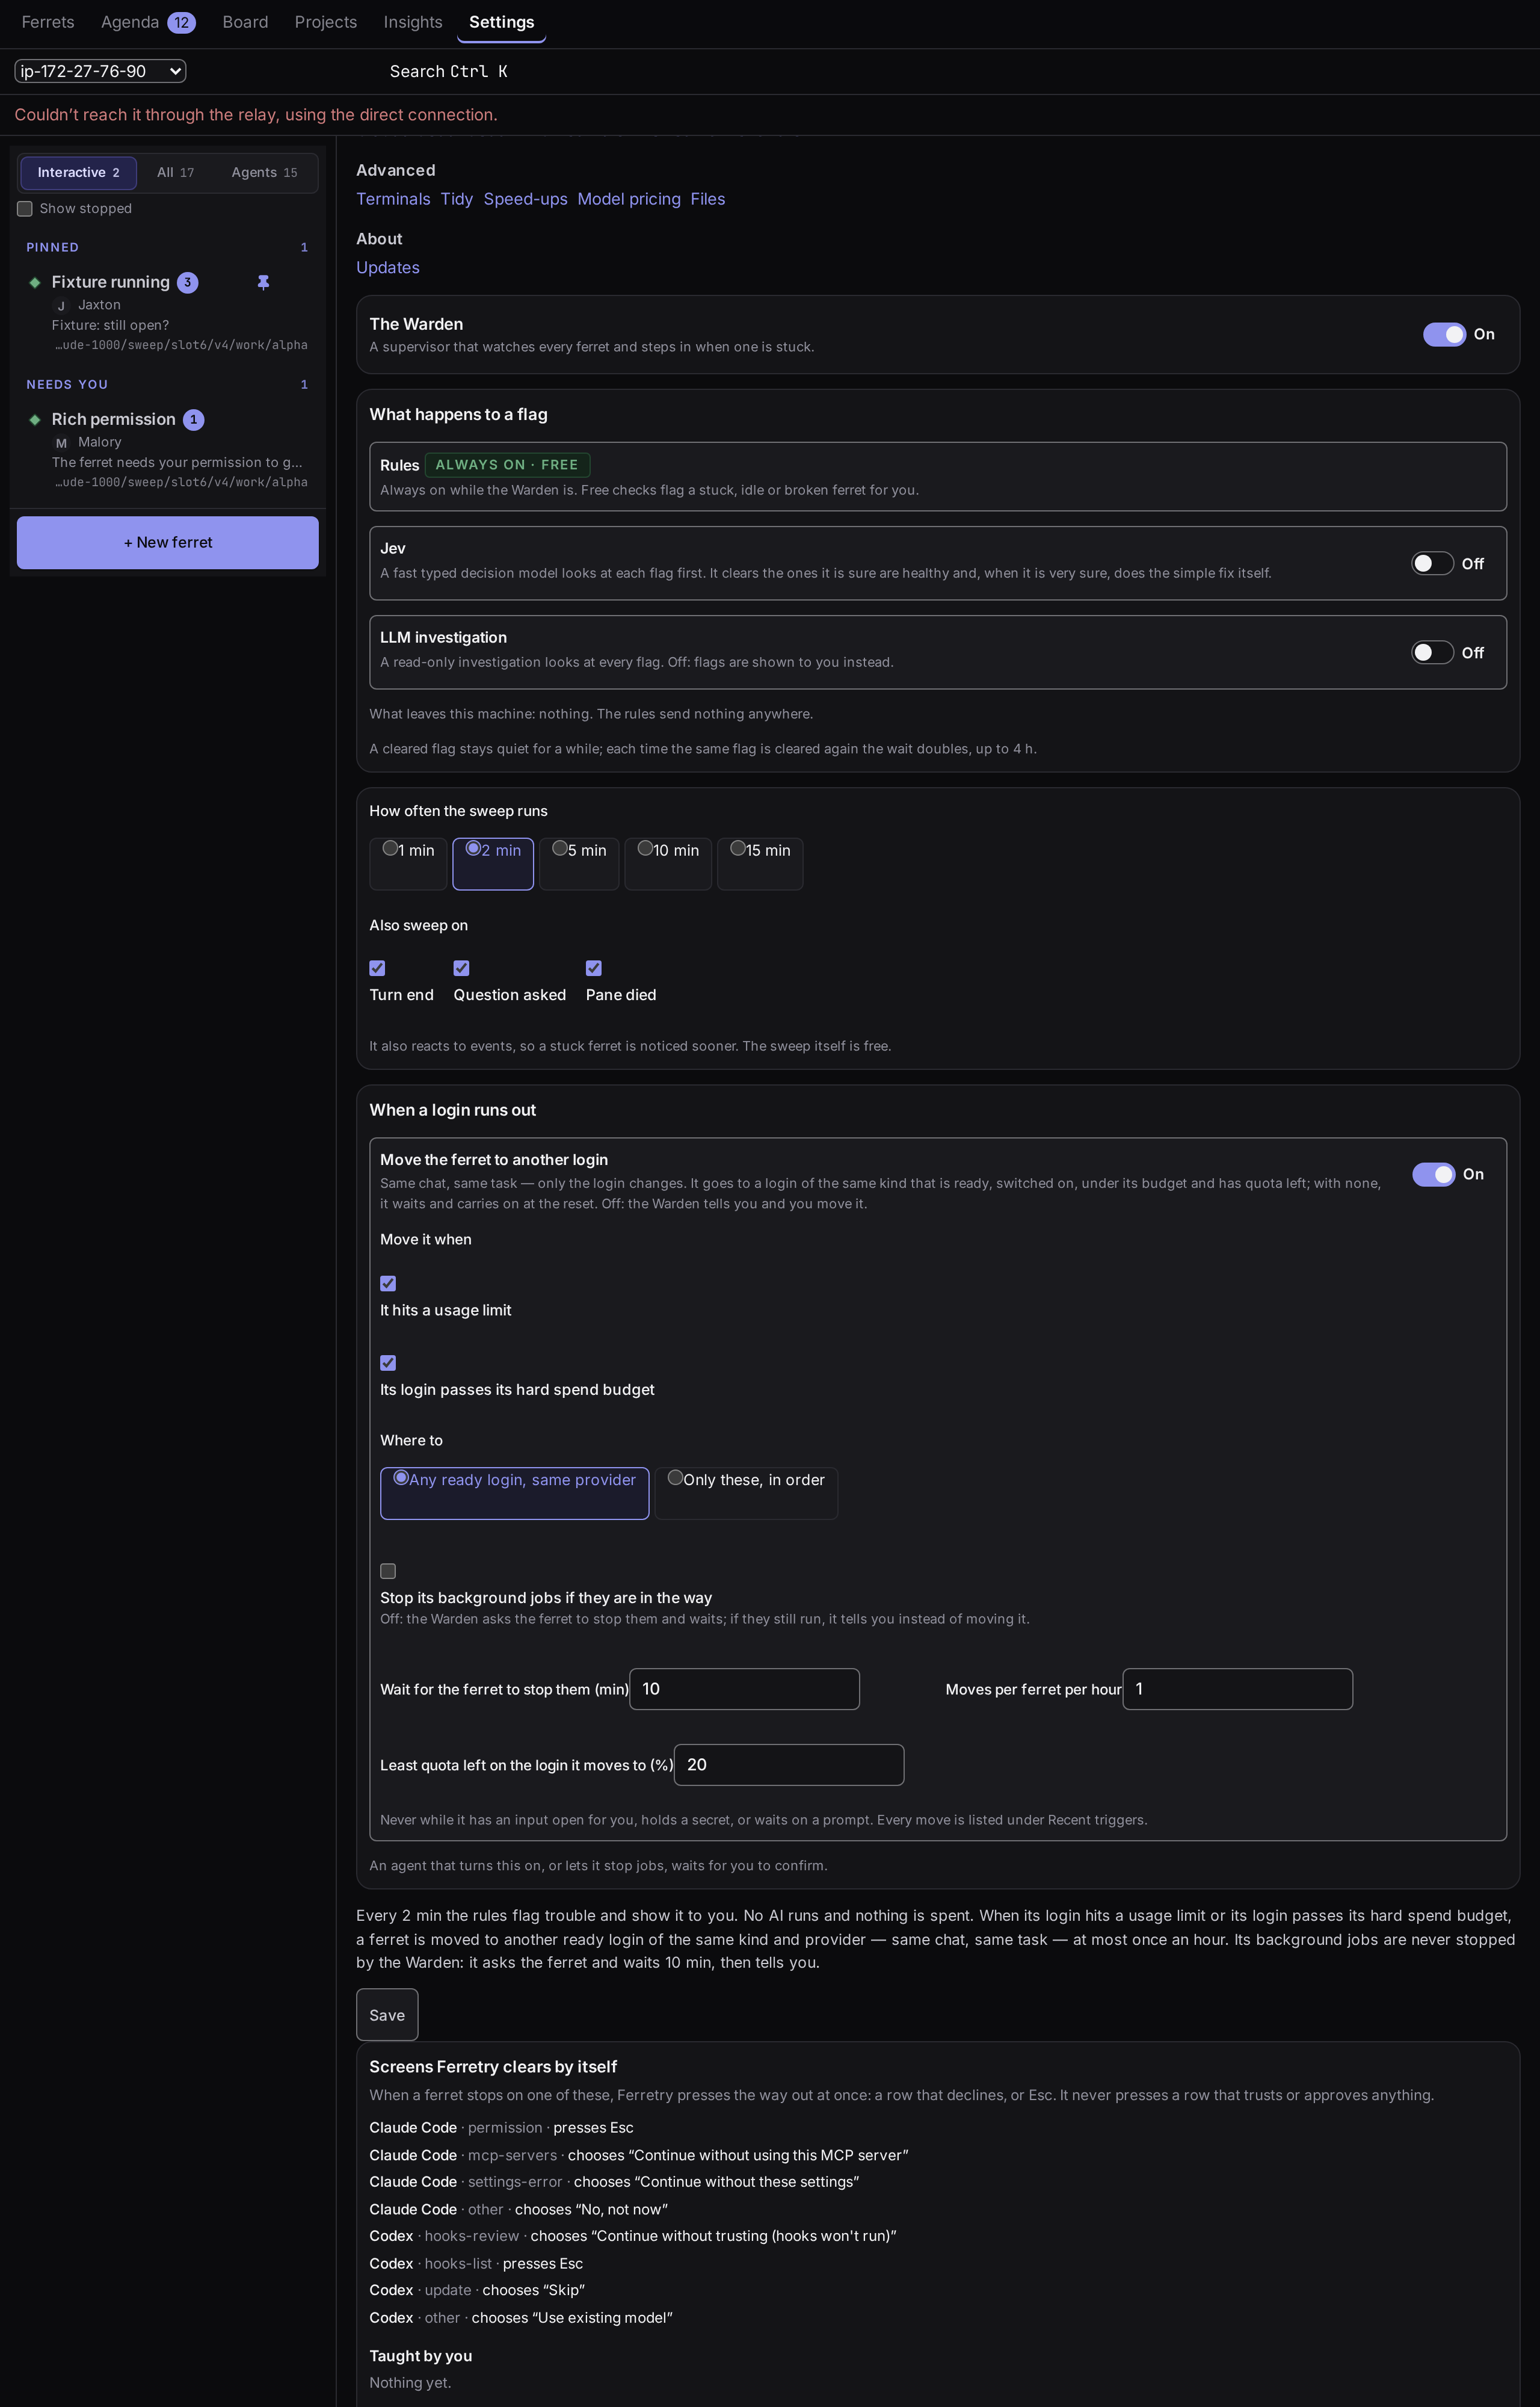 Ferrets Agenda 12 Board Projects Insights Settings
ip-172-27-76-90
Search Ctrl K
Couldn’t reach it through the relay, using the direct connection.
Interactive 2 All 17 Agents 15
Show stopped
PINNED 1
Fixture running 3
J Jaxton
Fixture: still open?
…ude-1000/sweep/slot6/v4/work/alpha
NEEDS YOU 1
Rich permission 1
M Malory
The ferret needs your permission to g…
…ude-1000/sweep/slot6/v4/work/alpha
+ New ferret
Advanced
Terminals Tidy Speed-ups Model pricing Files
About
Updates
The Warden
A supervisor that watches every ferret and steps in when one is stuck.
On
What happens to a flag
Rules ALWAYS ON · FREE
Always on while the Warden is. Free checks flag a stuck, idle or broken ferret for you.
Jev
A fast typed decision model looks at each flag first. It clears the ones it is sure are healthy and, when it is very sure, does the simple fix itself.
Off
LLM investigation
A read-only investigation looks at every flag. Off: flags are shown to you instead.
Off
What leaves this machine: nothing. The rules send nothing anywhere.
A cleared flag stays quiet for a while; each time the same flag is cleared again the wait doubles, up to 4 h.
How often the sweep runs
1 min 2 min 5 min 10 min 15 min
Also sweep on
Turn end Question asked Pane died
It also reacts to events, so a stuck ferret is noticed sooner. The sweep itself is free.
When a login runs out
Move the ferret to another login
Same chat, same task — only the login changes. It goes to a login of the same kind that is ready, switched on, under its budget and has quota left; with none,
it waits and carries on at the reset. Off: the Warden tells you and you move it.
On
Move it when
It hits a usage limit
Its login passes its hard spend budget
Where to
Any ready login, same provider Only these, in order
Stop its background jobs if they are in the way
Off: the Warden asks the ferret to stop them and waits; if they still run, it tells you instead of moving it.
Wait for the ferret to stop them (min) 10 Moves per ferret per hour 1
Least quota left on the login it moves to (%) 20
Never while it has an input open for you, holds a secret, or waits on a prompt. Every move is listed under Recent triggers.
An agent that turns this on, or lets it stop jobs, waits for you to confirm.
Every 2 min the rules flag trouble and show it to you. No AI runs and nothing is spent. When its login hits a usage limit or its login passes its hard spend budget,
a ferret is moved to another ready login of the same kind and provider — same chat, same task — at most once an hour. Its background jobs are never stopped
by the Warden: it asks the ferret and waits 10 min, then tells you.
Save
Screens Ferretry clears by itself
When a ferret stops on one of these, Ferretry presses the way out at once: a row that declines, or Esc. It never presses a row that trusts or approves anything.
Claude Code · permission · presses Esc
Claude Code · mcp-servers · chooses “Continue without using this MCP server”
Claude Code · settings-error · chooses “Continue without these settings”
Claude Code · other · chooses “No, not now”
Codex · hooks-review · chooses “Continue without trusting (hooks won't run)”
Codex · hooks-list · presses Esc
Codex · update · chooses “Skip”
Codex · other · chooses “Use existing model”
Taught by you
Nothing yet.